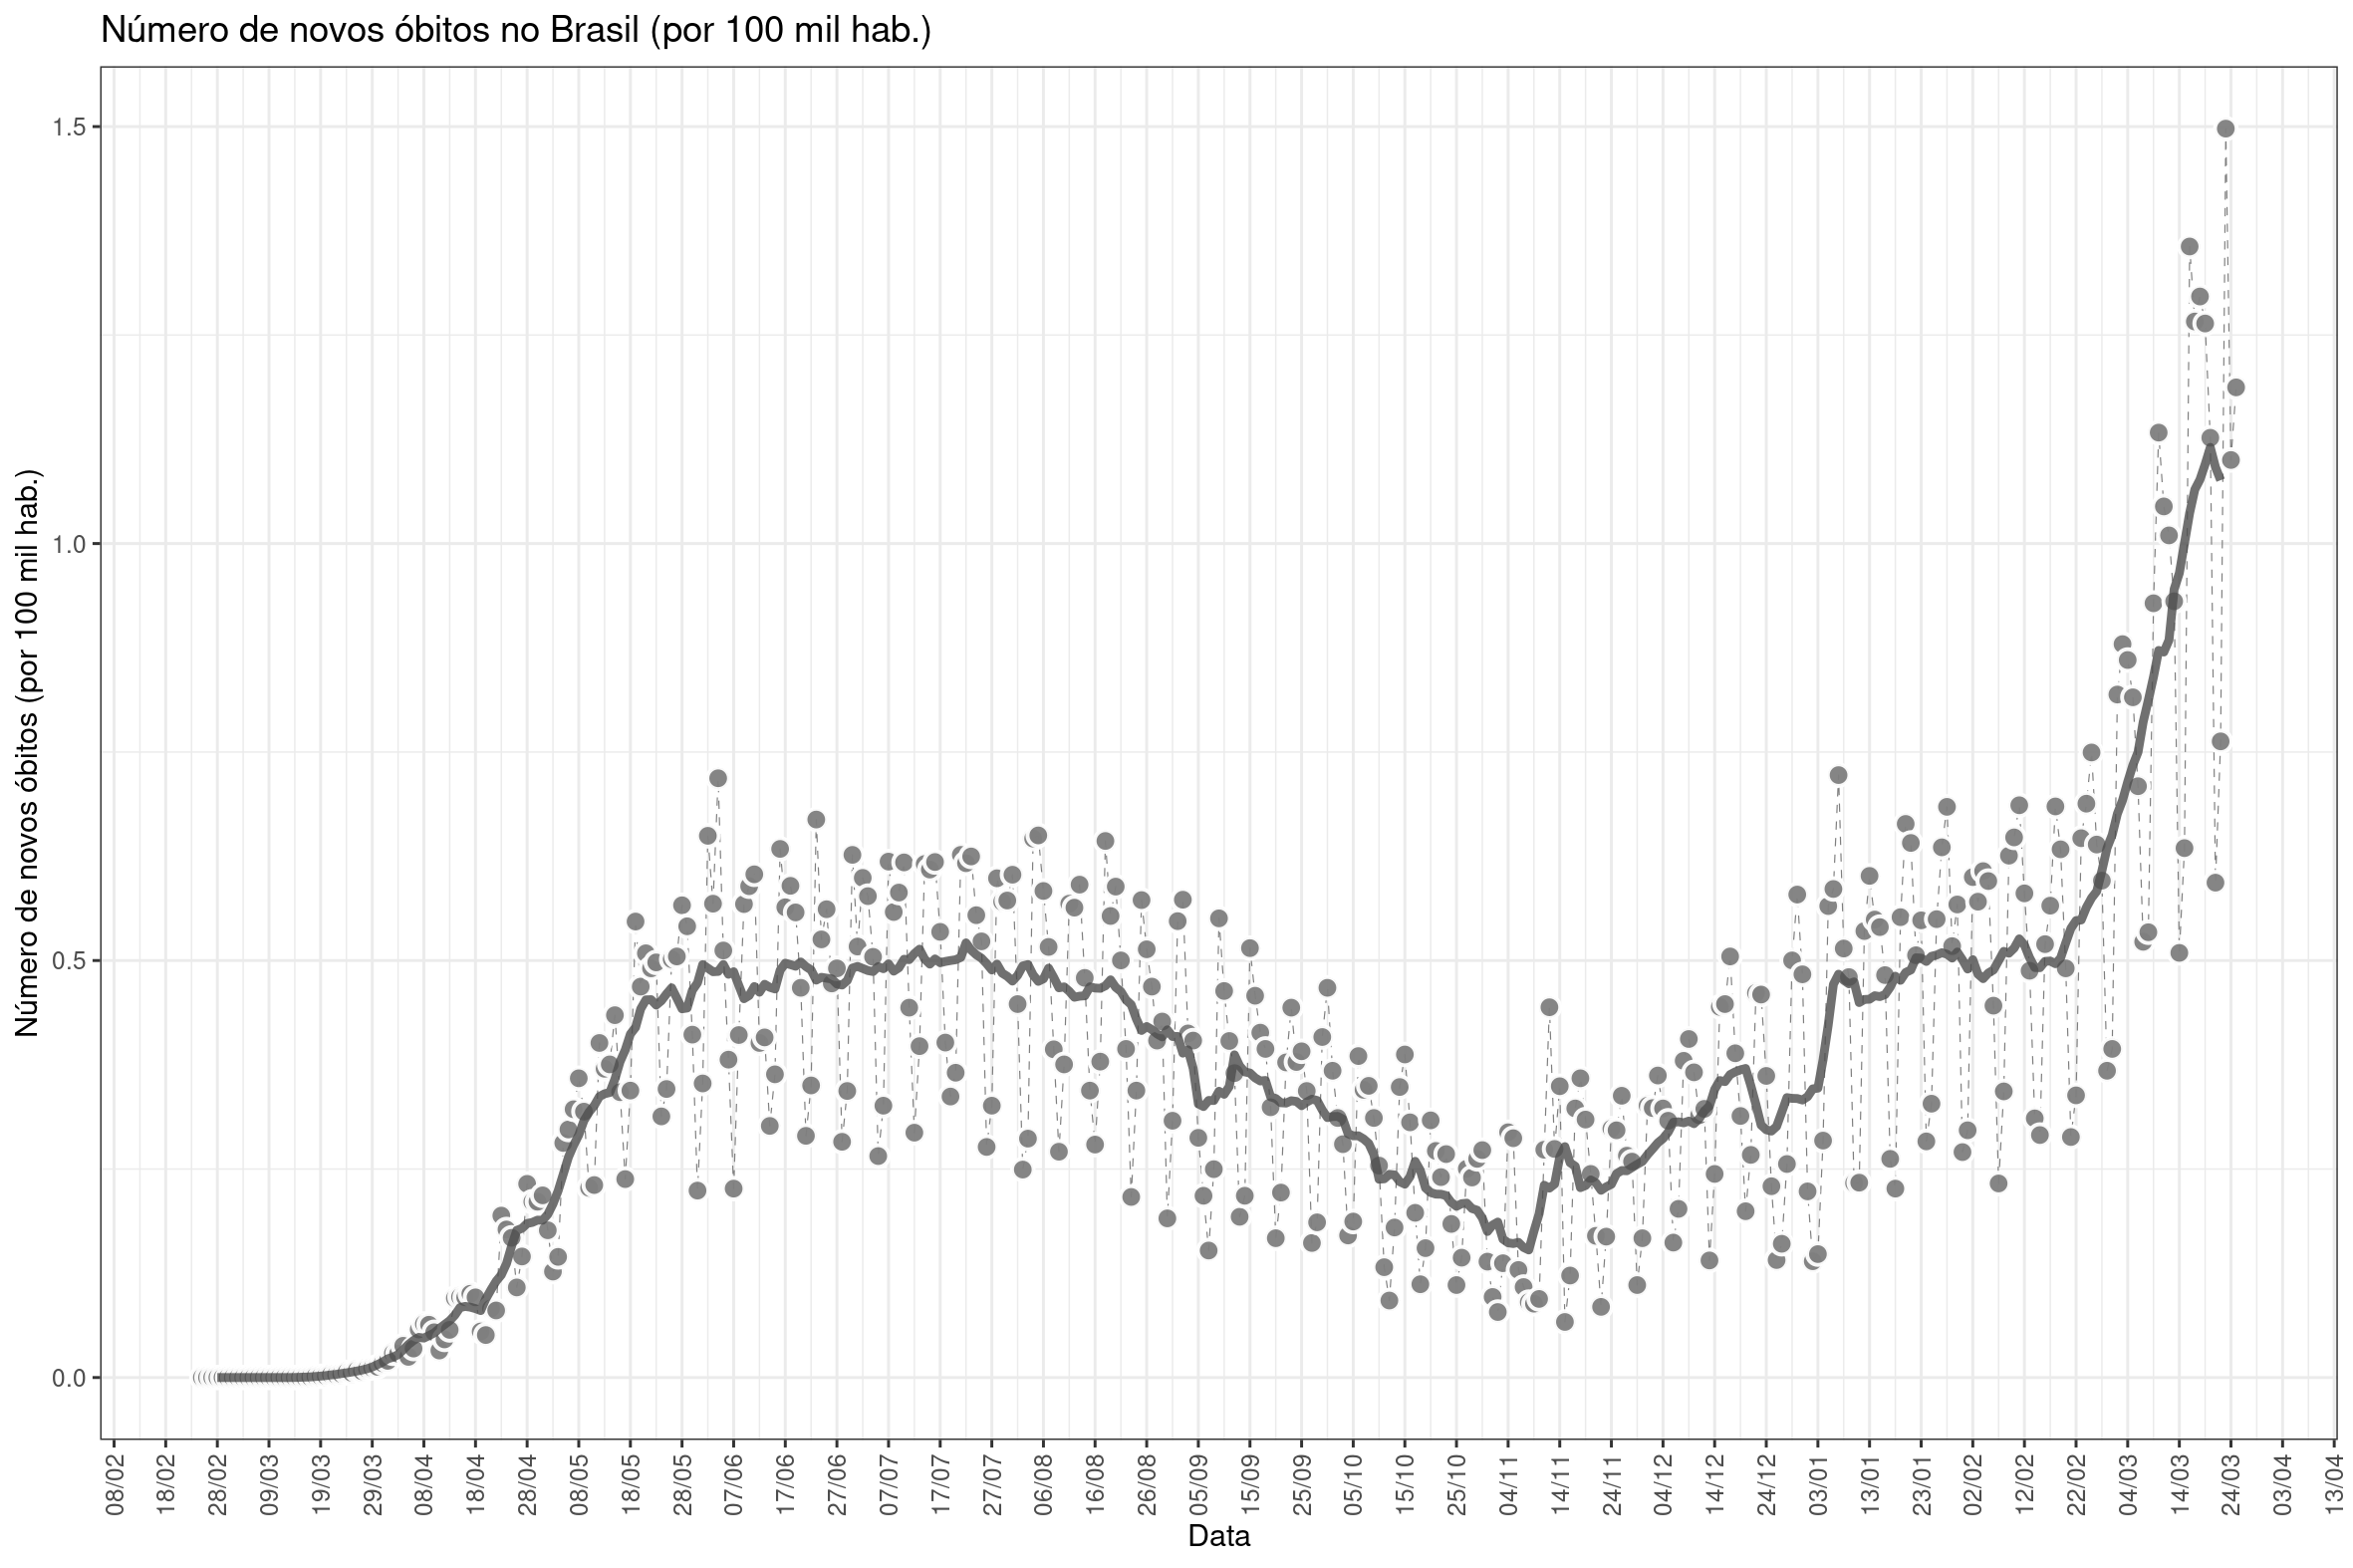 Número de novos óbitos no Brasil (por 100 mil hab.)
Número de novos óbitos (por 100 mil hab.)
1.5
1.0
0.5
0.0
08/02 18/02 28/02 09/03 19/03 29/03 08/04 18/04 28/04 08/05 18/05 28/05 07/06 17/06 27/06 07/07 17/07 27/07 06/08 16/08 26/08 05/09 15/09 25/09 05/10 15/10 25/10 04/11 14/11 24/11 04/12 14/12 24/12 03/01 13/01 23/01 02/02 12/02 22/02 04/03 14/03 24/03 03/04 13/04
Data